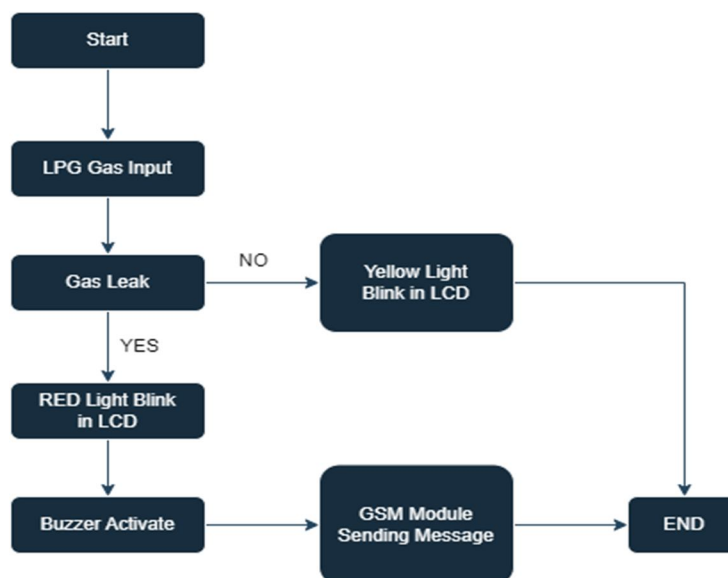 Start
LPG Gas Input
Gas Leak
NO
Yellow Light
Blink in LCD
YES
RED Light Blink
in LCD
Buzzer Activate
GSM Module
Sending Message
END